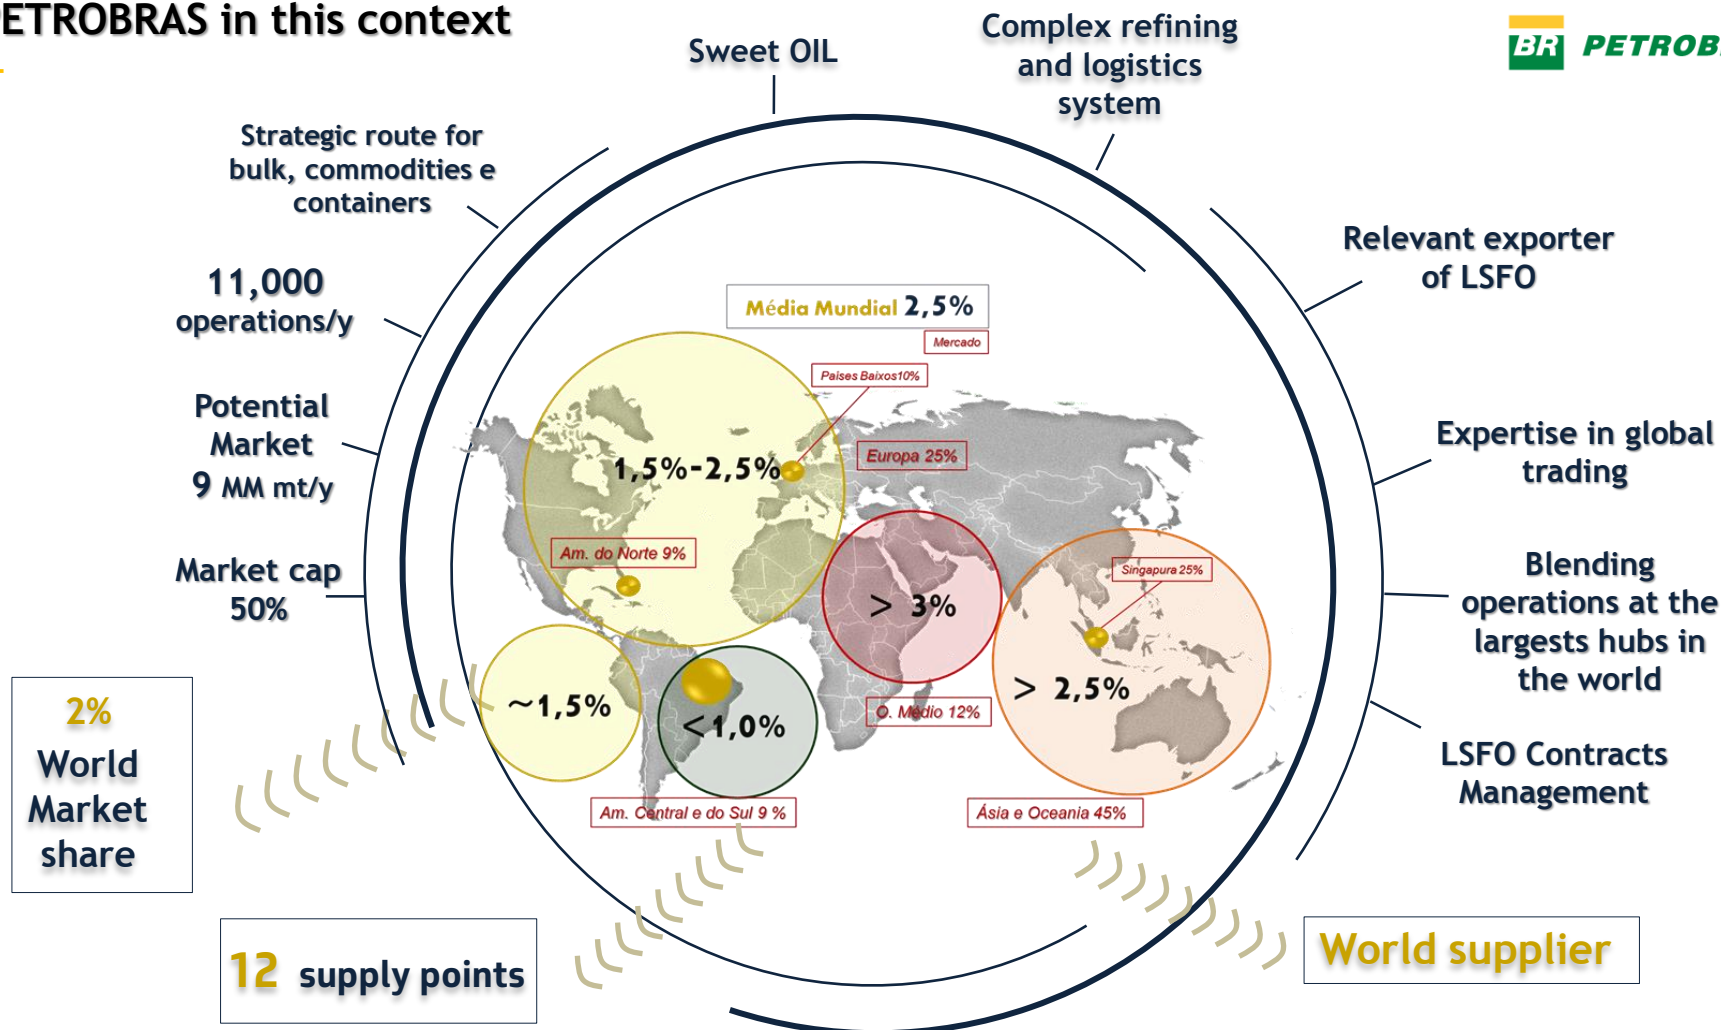 ETROBRAS in this context
BR PETROB
Sweet OIL
Complex refining
and logistics
system
Strategic route for
bulk, commodities e
containers
11,000
operations/y
Potential
Market
9 MM mt/y
Market cap
50%
2%
World
Market
share
12 supply points
Relevant exporter
of LSFO
Expertise in global
trading
Blending
operations at the
largests hubs in
the world
LSFO Contracts
Management
World supplier
Média Mundial 2,5%
Mercado
Países Baixos10%
1,5%-2,5%
Europa 25%
Am. do Norte 9%
> 3%
Singapura 25%
~1,5%
<1,0%
> 2,5%
O. Médio 12%
Am. Central e do Sul 9 %
Ásia e Oceania 45%